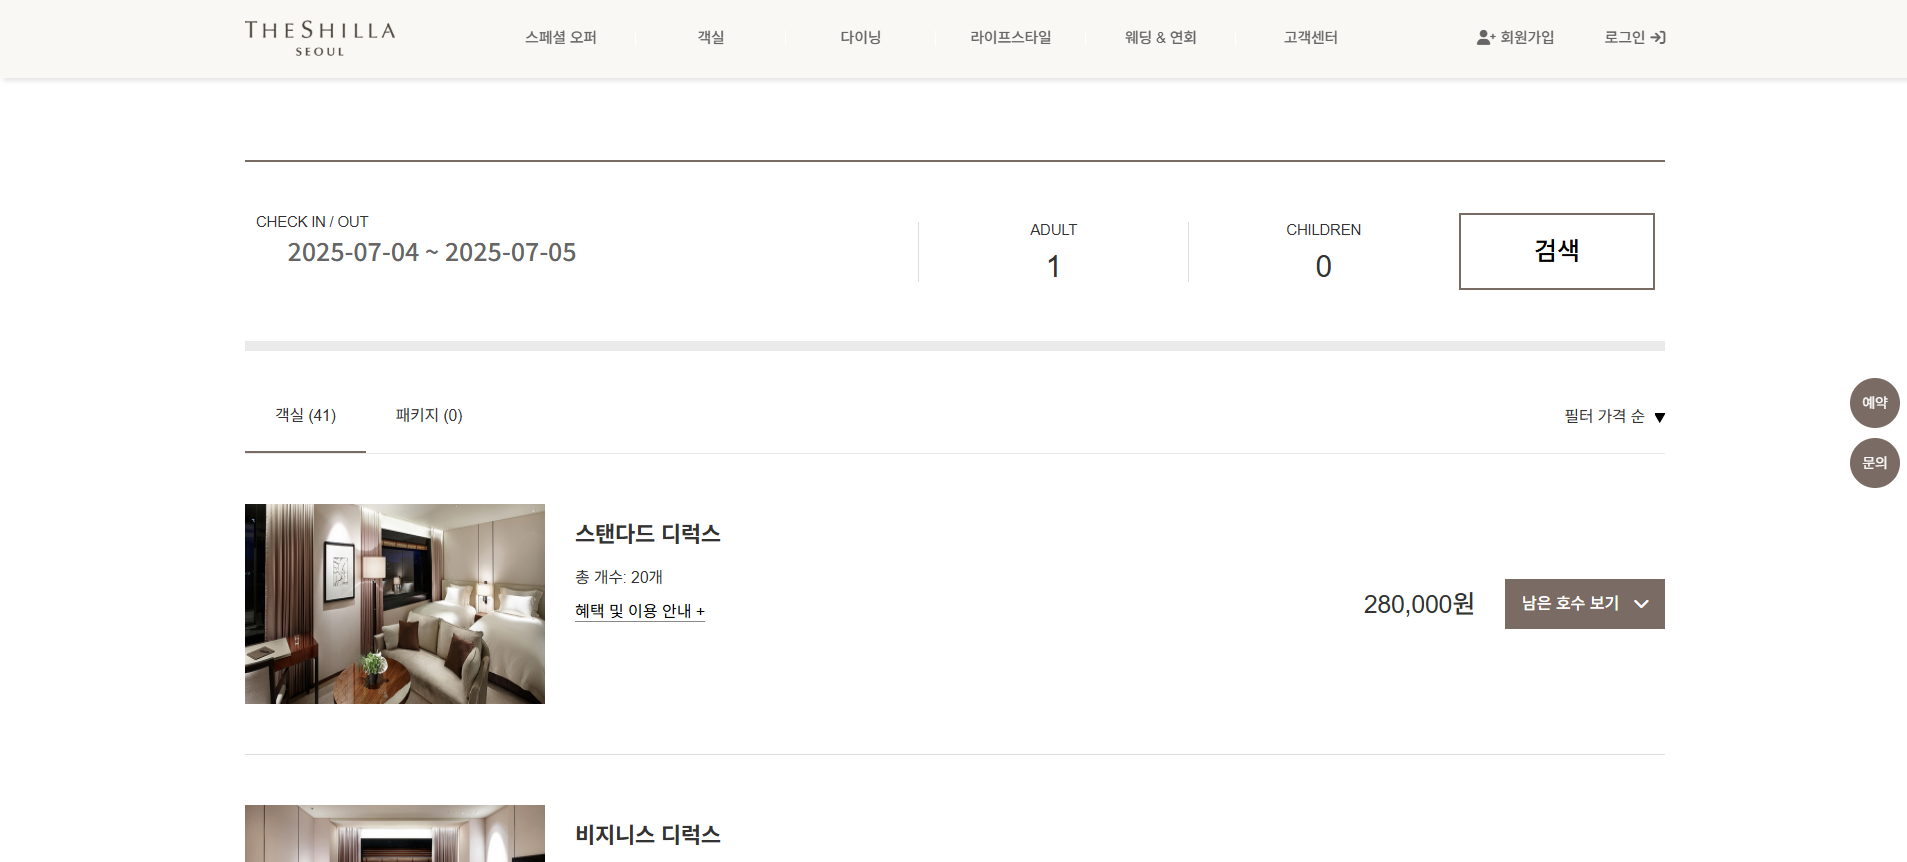 THE SHILLA
SEOUL
스페셜 오퍼
객실
다이닝
라이프스타일
웨딩 & 연회
고객센터
회원가입
로그인
CHECK IN / OUT
2025-07-04 ~ 2025-07-05
ADULT
1
CHILDREN
0
검색
객실 (41)
패키지 (0)
필터 가격 순 ▼
예약
문의
스탠다드 디럭스
총 개수: 20개
혜택 및 이용 안내 +
280,000원
남은 호수 보기
비지니스 디럭스